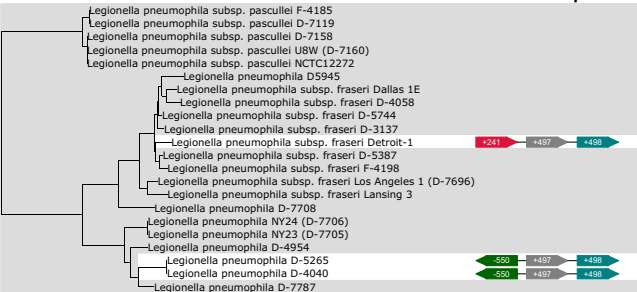 Legionella pneumophila subsp. pascullei F-4185
Legionella pneumophila subsp. pascullei D-7119
Legionella pneumophila subsp. pascullei D-7158
Legionella pneumophila subsp. pascullei U8W (D-7160)
Legionella pneumophila subsp. pascullei NCTC12272
Legionella pneumophila D5945
Legionella pneumophila subsp. fraseri Dallas 1E
Legionella pneumophila subsp. fraseri D-4058
Legionella pneumophila subsp. fraseri D-5744
Legionella pneumophila subsp. fraseri D-3137
Legionella pneumophila subsp. fraseri Detroit-1 +241 +497 +498
Legionella pneumophila subsp. fraseri D-5387
Legionella pneumophila subsp. fraseri F-4198
Legionella pneumophila subsp. fraseri Los Angeles 1 (D-7696)
Legionella pneumophila subsp. fraseri Lansing 3
Legionella pneumophila D-7708
Legionella pneumophila NY24 (D-7706)
Legionella pneumophila NY23 (D-7705)
Legionella pneumophila D-4954
Legionella pneumophila D-5265 -550 +497 +498
Legionella pneumophila D-4040 -550 +497 +498
Legionella pneumophila D-7787